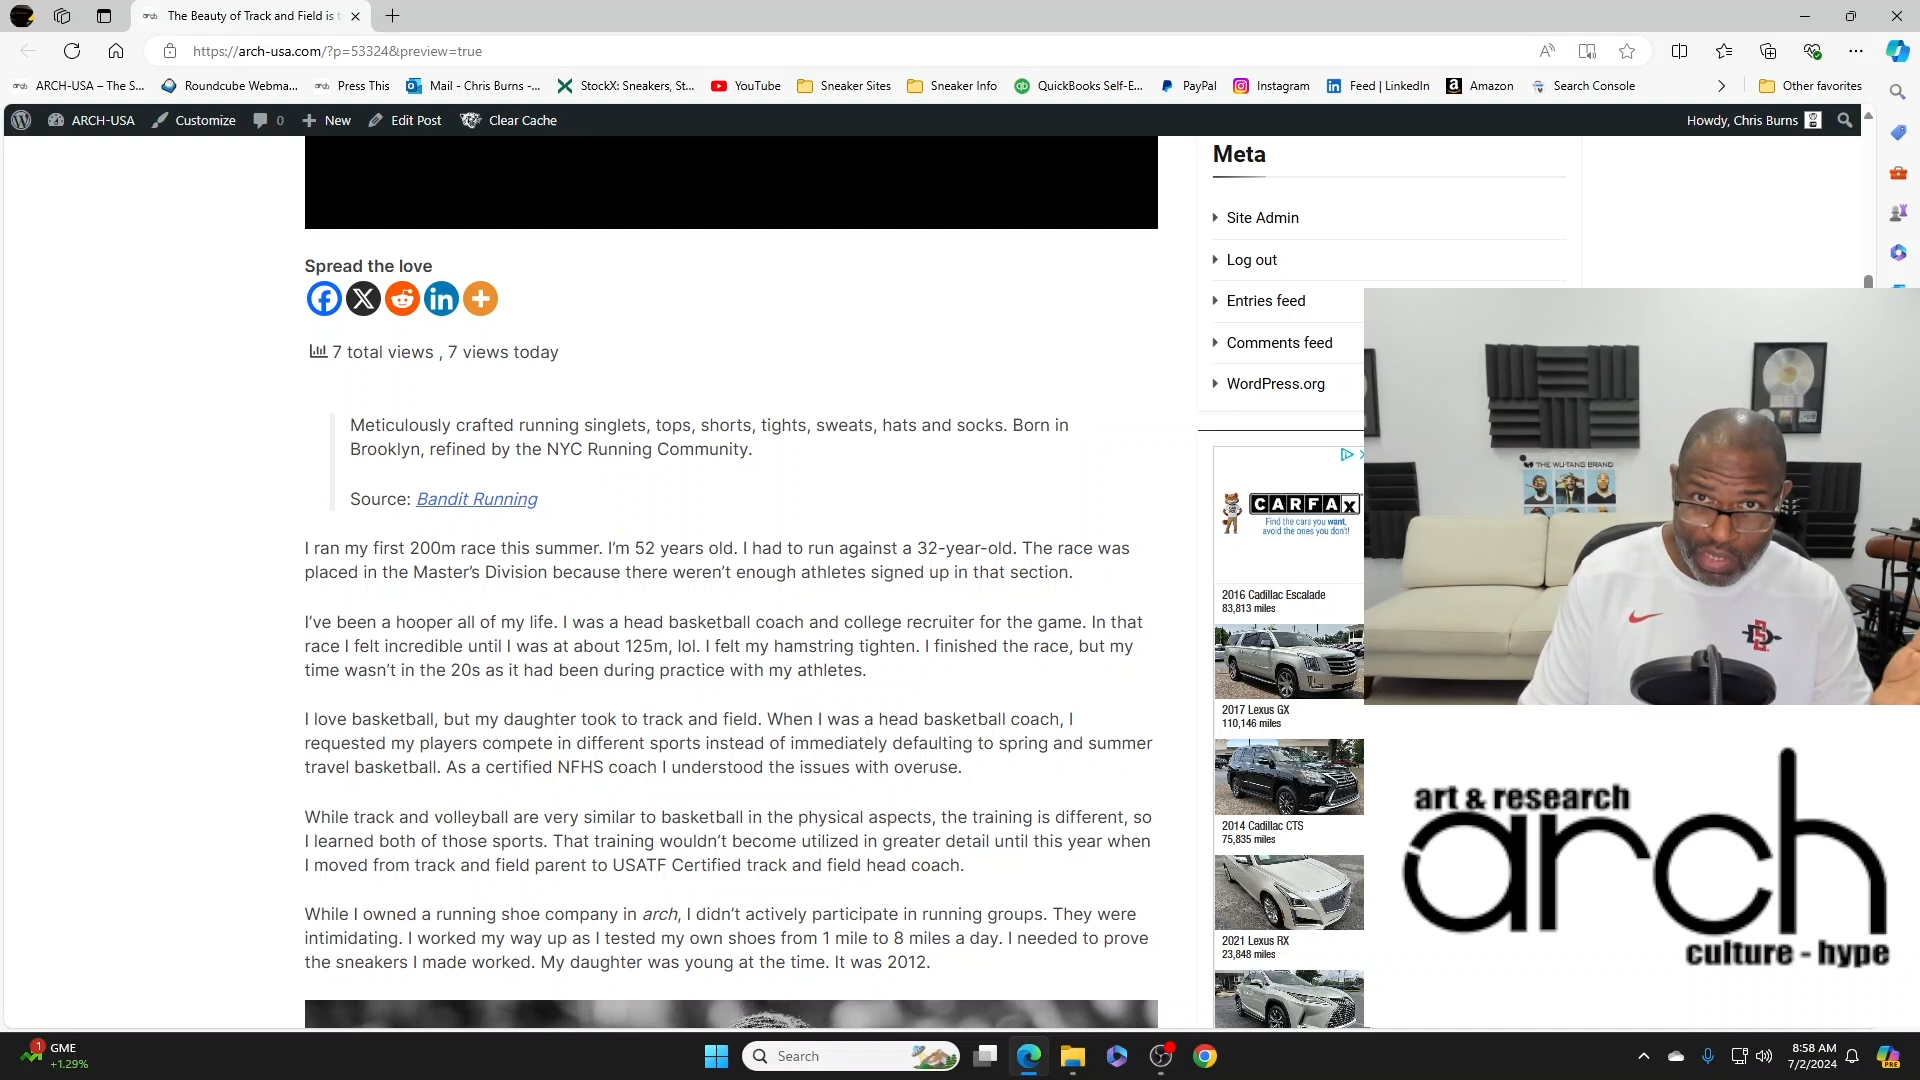 The Beauty of Track and Field is t
https://arch-usa.com/?p=53324&preview=true
ARCH-USA – The S...
Roundcube Webma...
Press This
Mail - Chris Burns -...
StockX: Sneakers, St...
YouTube
Sneaker Sites
Sneaker Info
QuickBooks Self-E...
PayPal
Instagram
Feed | LinkedIn
Amazon
Search Console
Other favorites
ARCH-USA
Customize
0
New
Edit Post
Clear Cache
Howdy, Chris Burns
Spread the love
7 total views , 7 views today
Meticulously crafted running singlets, tops, shorts, tights, sweats, hats and socks. Born in
Brooklyn, refined by the NYC Running Community.
Source: Bandit Running
I ran my first 200m race this summer. I’m 52 years old. I had to run against a 32-year-old. The race was
placed in the Master’s Division because there weren’t enough athletes signed up in that section.
I’ve been a hooper all of my life. I was a head basketball coach and college recruiter for the game. In that
race I felt incredible until I was at about 125m, lol. I felt my hamstring tighten. I finished the race, but my
time wasn’t in the 20s as it had been during practice with my athletes.
I love basketball, but my daughter took to track and field. When I was a head basketball coach, I
requested my players compete in different sports instead of immediately defaulting to spring and summer
travel basketball. As a certified NFHS coach I understood the issues with overuse.
While track and volleyball are very similar to basketball in the physical aspects, the training is different, so
I learned both of those sports. That training wouldn’t become utilized in greater detail until this year when
I moved from track and field parent to USATF Certified track and field head coach.
While I owned a running shoe company in arch, I didn’t actively participate in running groups. They were
intimidating. I worked my way up as I tested my own shoes from 1 mile to 8 miles a day. I needed to prove
the sneakers I made worked. My daughter was young at the time. It was 2012.
Meta
Site Admin
Log out
Entries feed
Comments feed
WordPress.org
CARFAX
Find the cars you want,
avoid the ones you don't!
2016 Cadillac Escalade
83,813 miles
2017 Lexus GX
110,146 miles
2014 Cadillac CTS
75,835 miles
2021 Lexus RX
23,848 miles
THE WU-TANG BRAND
SD
art & research
arch
culture - hype
1
GME
+1.29%
Search
8:58 AM
7/2/2024
PRE